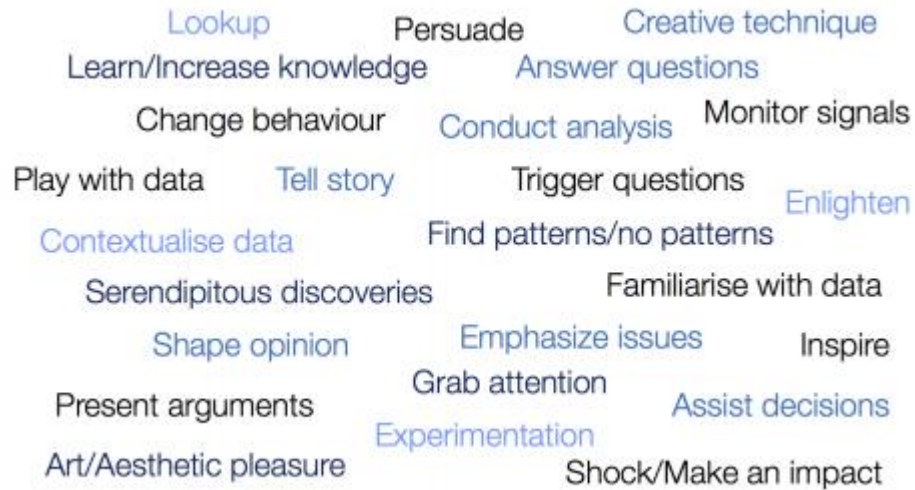 Lookup
Persuade
Creative technique
Learn/Increase knowledge
Answer questions
Change behaviour
Conduct analysis
Monitor signals
Play with data
Tell story
Trigger questions
Enlighten
Contextualise data
Find patterns/no patterns
Serendipitous discoveries
Familiarise with data
Shape opinion
Emphasize issues
Inspire
Grab attention
Present arguments
Assist decisions
Experimentation
Art/Aesthetic pleasure
Shock/Make an impact